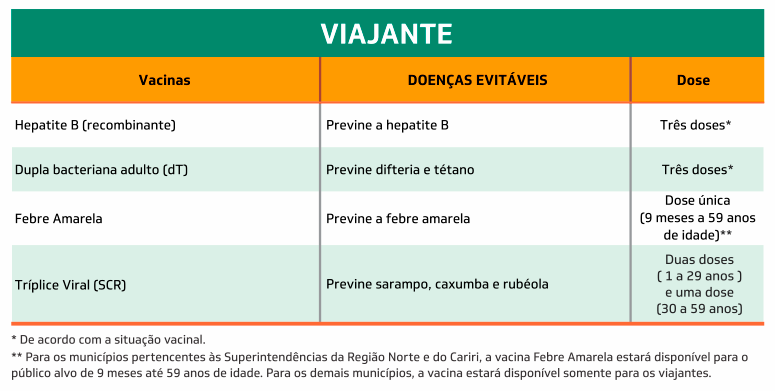 VIAJANTE
Vacinas DOENÇAS EVITÁVEIS Dose
Hepatite B (recombinante) Previne a hepatite B Três doses*
Dupla bacteriana adulto (dT) Previne difteria e tétano Três doses*
Febre Amarela Previne a febre amarela Dose única
(9 meses a 59 anos
de idade)**
Tríplice Viral (SCR) Previne sarampo, caxumba e rubéola Duas doses
( 1 a 29 anos )
e uma dose
(30 a 59 anos)
* De acordo com a situação vacinal.
** Para os municípios pertencentes às Superintendências da Região Norte e do Cariri, a vacina Febre Amarela estará disponível para o
público alvo de 9 meses até 59 anos de idade. Para os demais municípios, a vacina estará disponível somente para os viajantes.